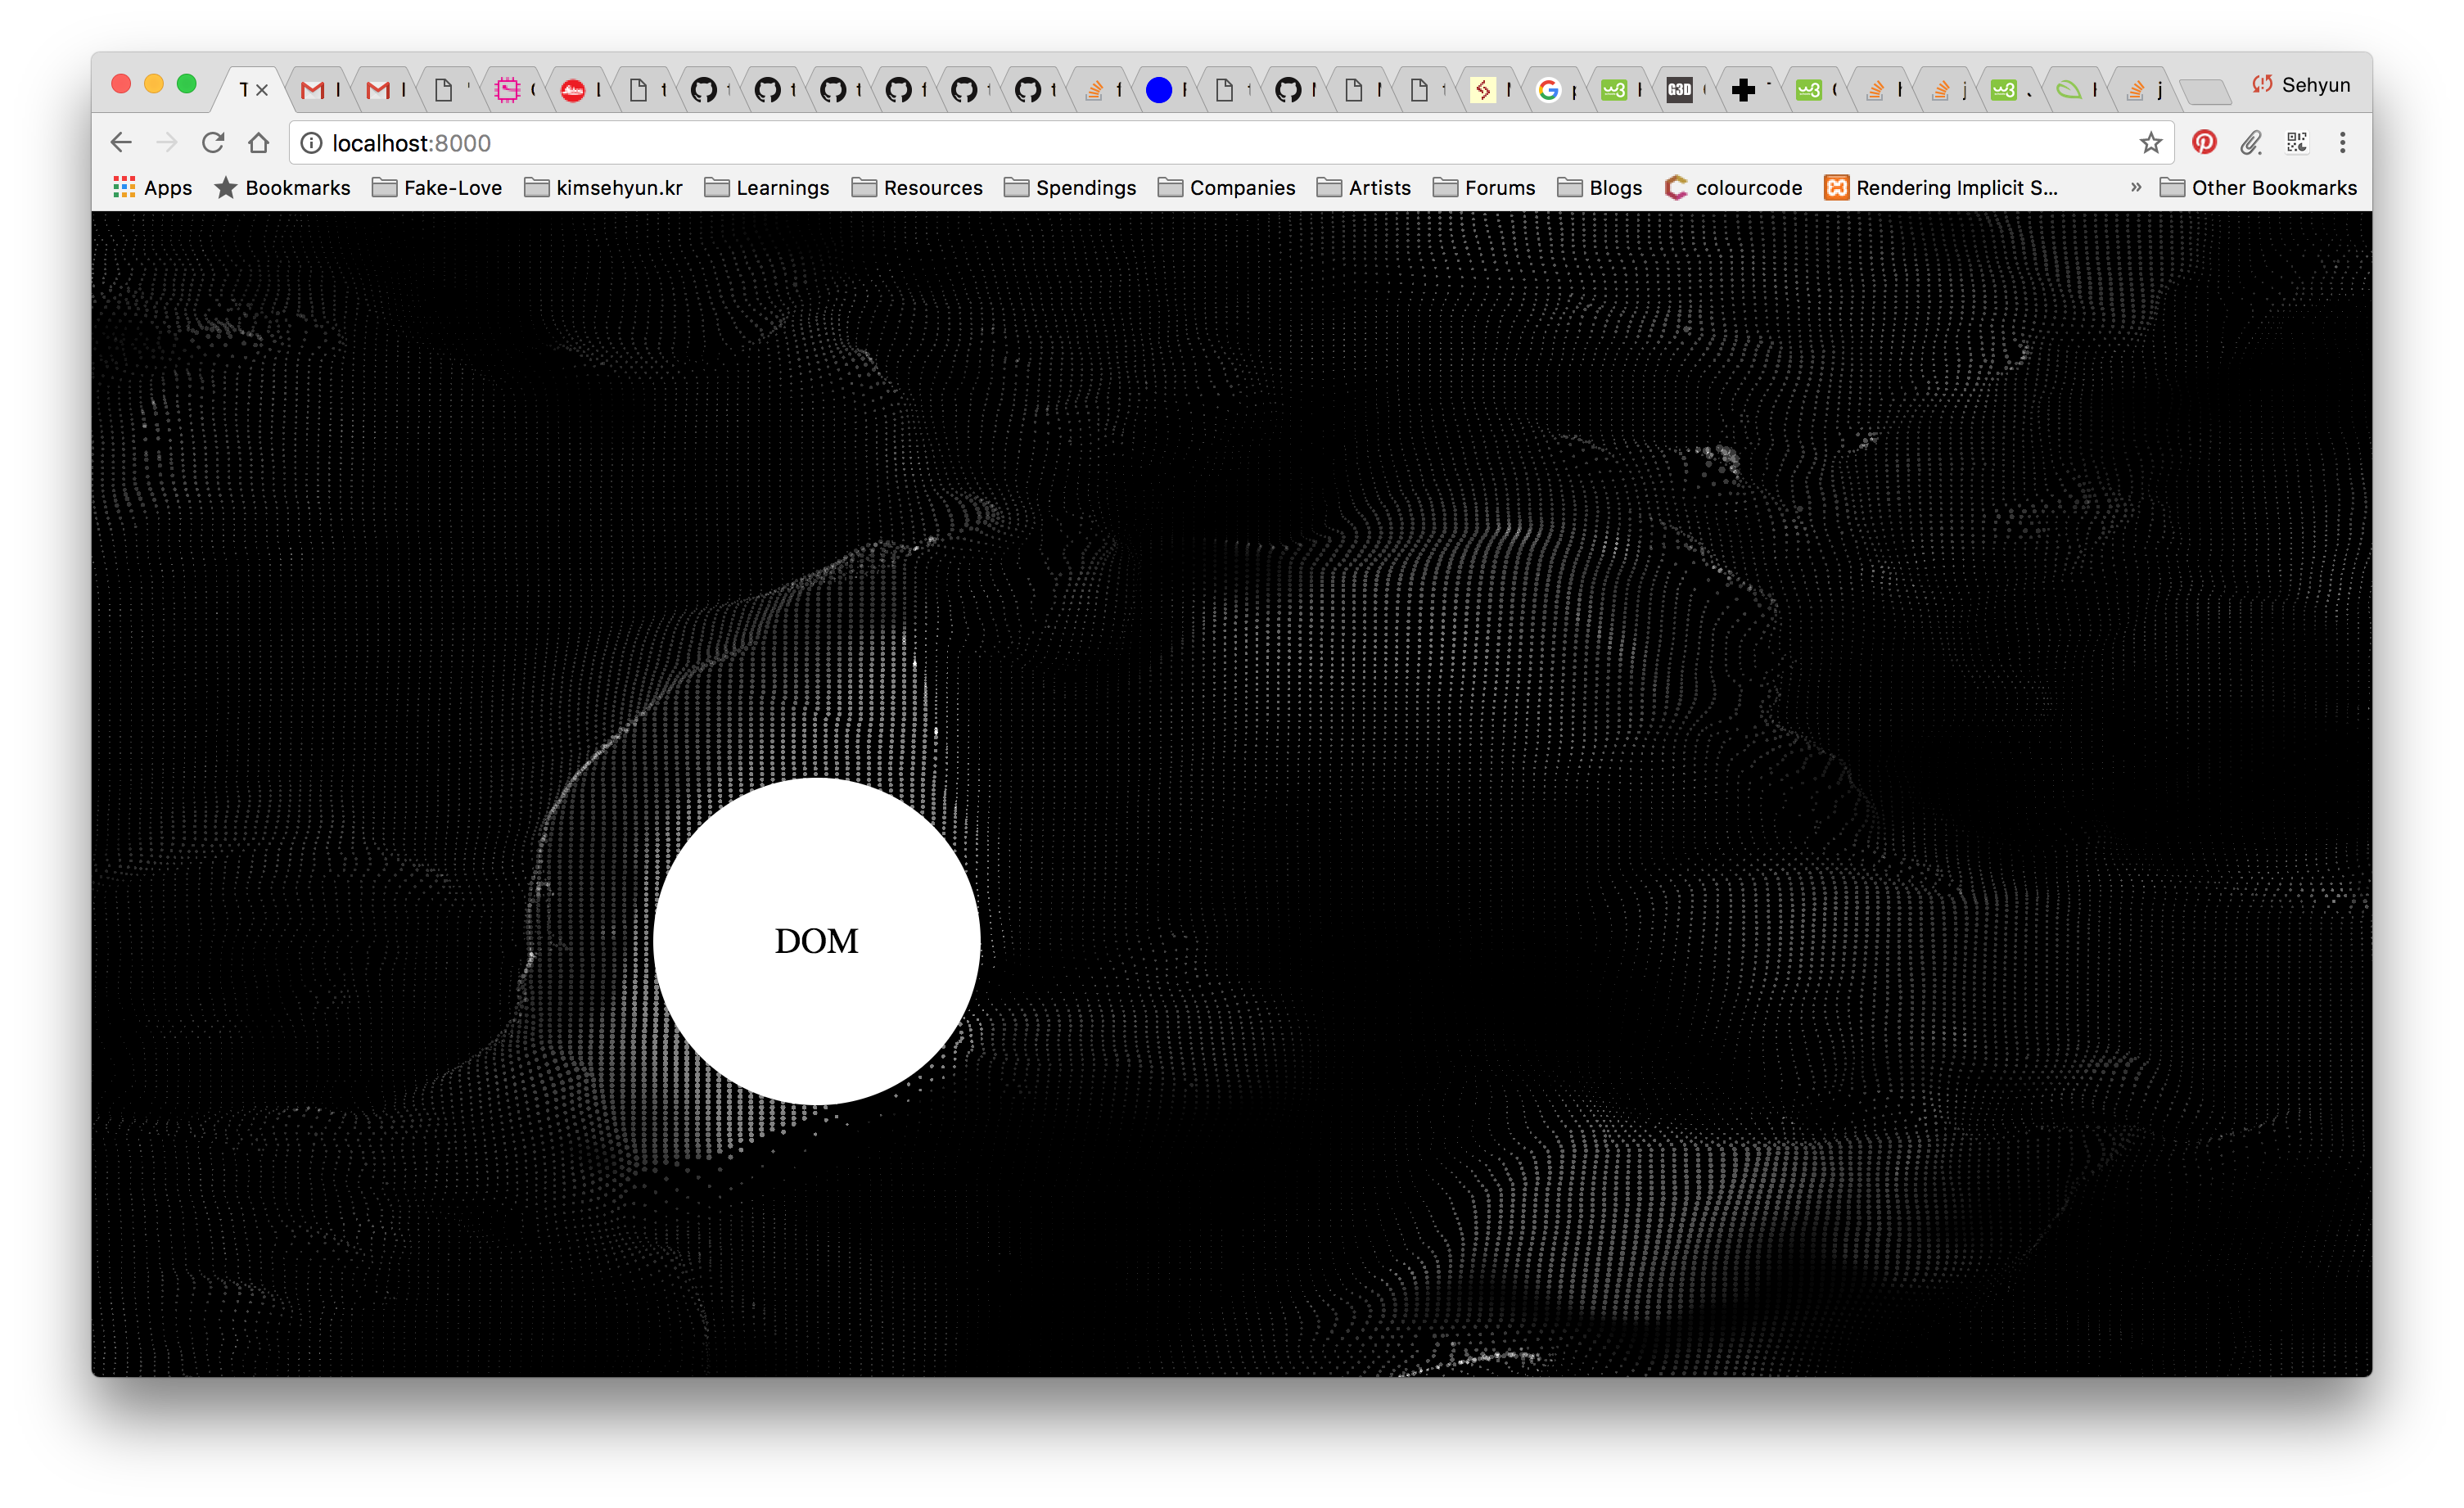 Sehyun
localhost:8000
Apps Bookmarks Fake-Love kimsehyun.kr Learnings Resources Spendings Companies Artists Forums Blogs colourcode Rendering Implicit S... » Other Bookmarks
DOM